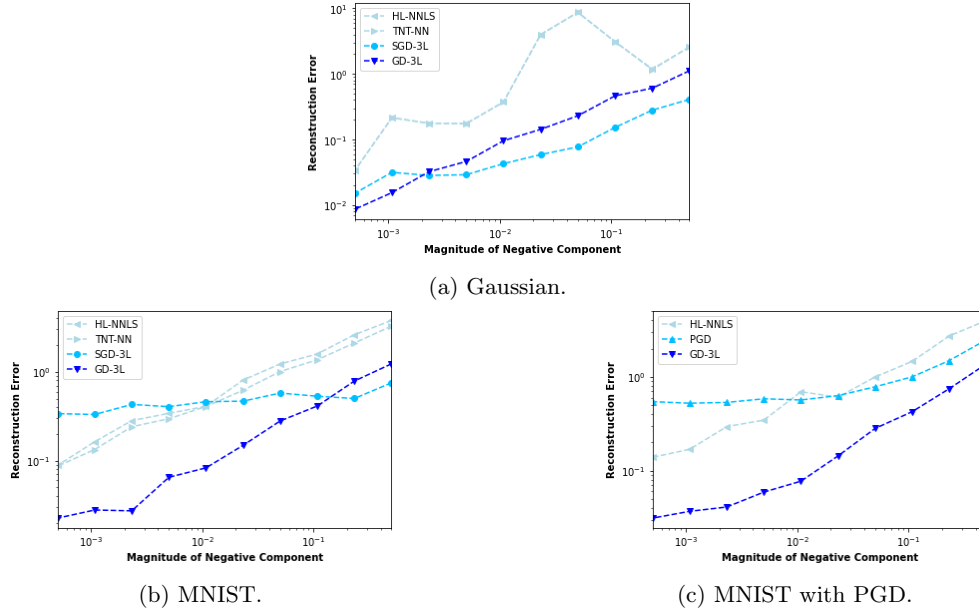 HL-NNLS
TNT-NN
SGD-3L
GD-3L
10^1
10^0
10^-1
10^-2
Reconstruction Error
10^-3
10^-2
10^-1
Magnitude of Negative Component
(a) Gaussian.
HL-NNLS
TNT-NN
SGD-3L
GD-3L
10^0
10^-1
Reconstruction Error
10^-3
10^-2
10^-1
Magnitude of Negative Component
(b) MNIST.
HL-NNLS
PGD
GD-3L
10^0
10^-1
Reconstruction Error
10^-3
10^-2
10^-1
Magnitude of Negative Component
(c) MNIST with PGD.